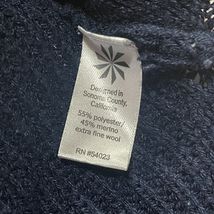 Designed in
Sonoma County,
California
55% polyester/
45% merino
extra fine wool
RN #54023